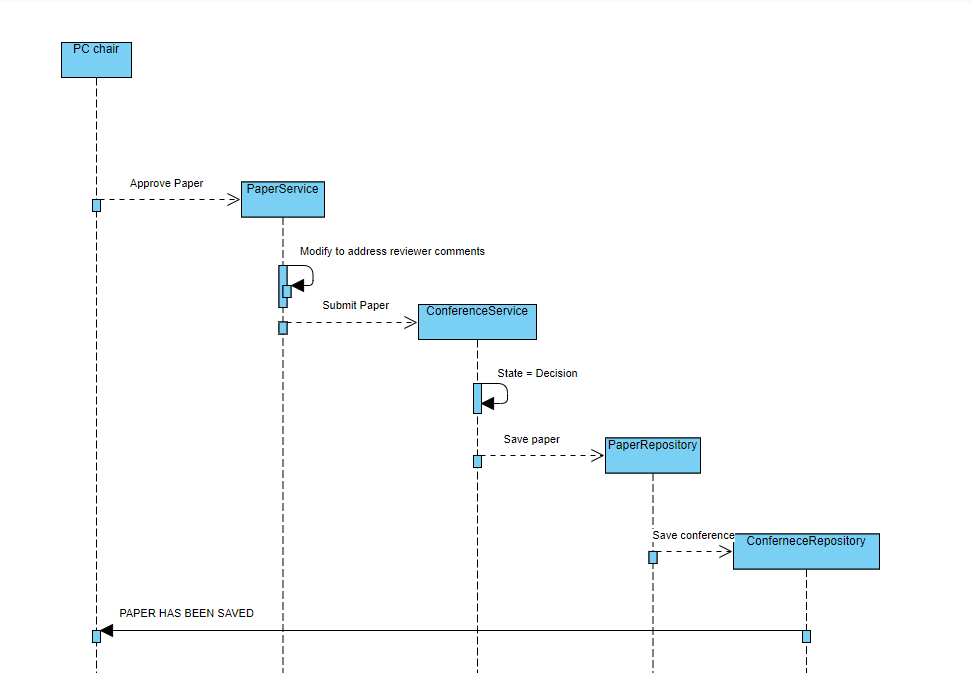 PC chair
Approve Paper
PaperService
Modify to address reviewer comments
Submit Paper
ConferenceService
State = Decision
Save paper
PaperRepository
Save conference
ConferneceRepository
PAPER HAS BEEN SAVED